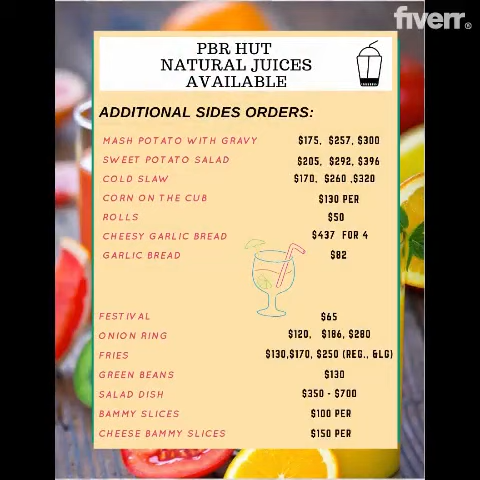 fiverr®
PBR HUT
NATURAL JUICES
AVAILABLE
ADDITIONAL SIDES ORDERS:
MASH POTATO WITH GRAVY $175, $257, $300
SWEET POTATO SALAD $205, $292, $396
COLD SLAW $170, $260 ,$320
CORN ON THE CUB $130 PER
ROLLS $50
CHEESY GARLIC BREAD $437 FOR 4
GARLIC BREAD $82
FESTIVAL $65
ONION RING $120, $186, $280
FRIES $130,$170, $250 (REG., &LG)
GREEN BEANS $130
SALAD DISH $350 - $700
BAMMY SLICES $100 PER
CHEESE BAMMY SLICES $150 PER